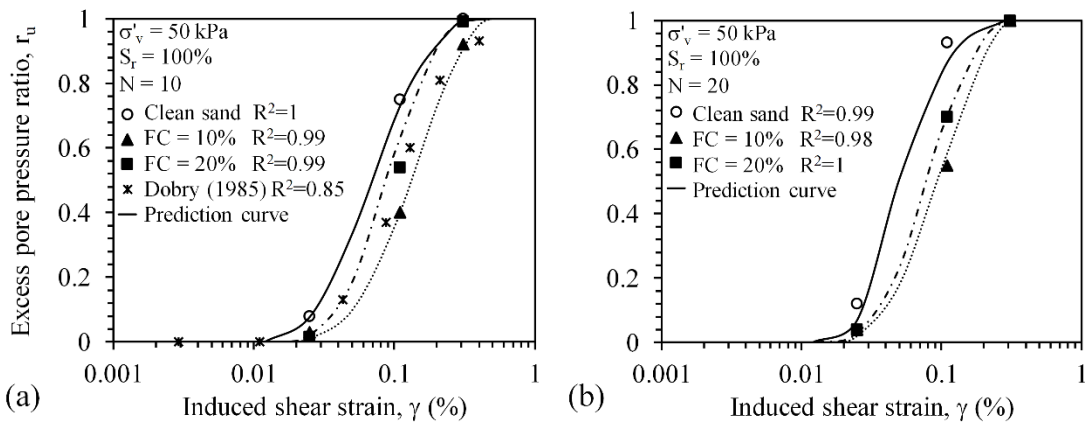 Excess pore pressure ratio, rᵤ
1
0.8
0.6
0.4
0.2
0
σ'ᵥ = 50 kPa
Sᵣ = 100%
N = 10
Clean sand R²=1
FC = 10% R²=0.99
FC = 20% R²=0.99
Dobry (1985) R²=0.85
Prediction curve
0.001 0.01 0.1 1
(a) Induced shear strain, γ (%)
1
0.8
0.6
0.4
0.2
0
σ'ᵥ = 50 kPa
Sᵣ = 100%
N = 20
Clean sand R²=0.99
FC = 10% R²=0.98
FC = 20% R²=1
Prediction curve
0.001 0.01 0.1 1
(b) Induced shear strain, γ (%)